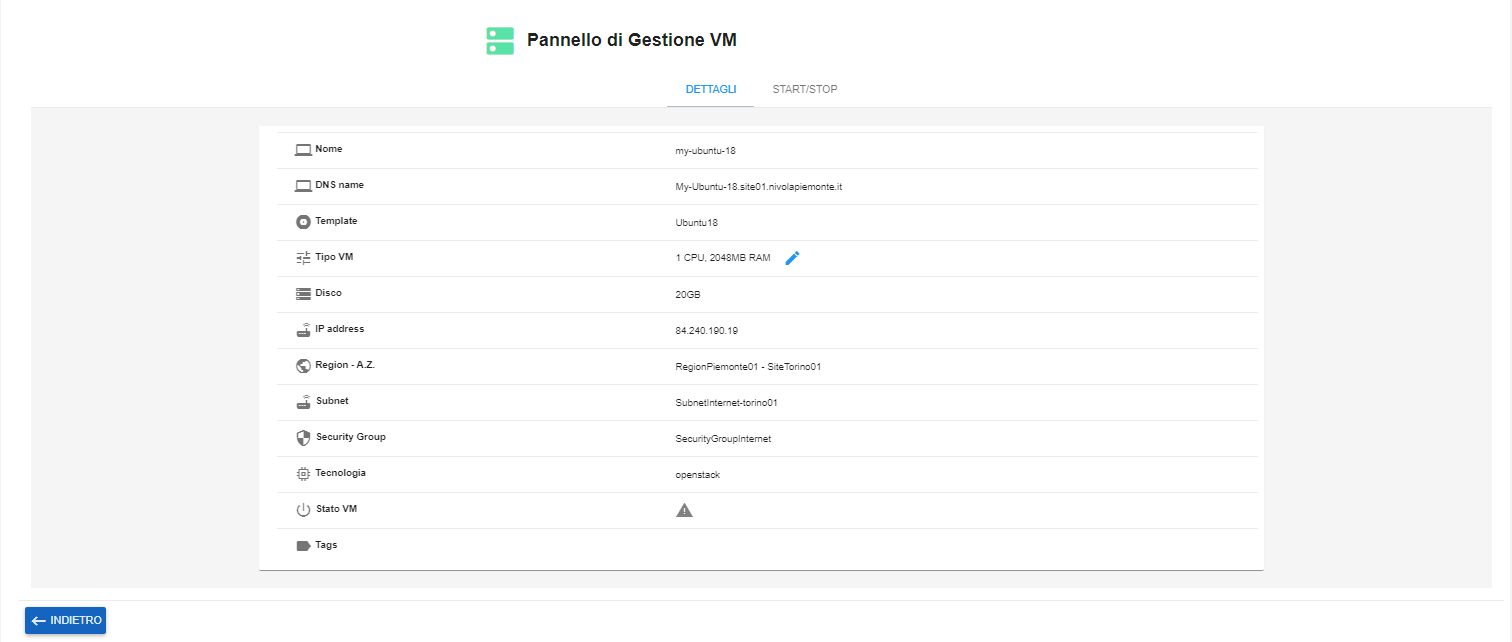 Pannello di Gestione VM
DETTAGLI START/STOP
Nome my-ubuntu-18
DNS name My-Ubuntu-18.site01.nivolapiemonte.it
Template Ubuntu18
Tipo VM 1 CPU, 2048MB RAM
Disco 20GB
IP address 84.240.190.19
Region - A.Z. RegionPiemonte01 - SiteTorino01
Subnet SubnetInternet-torino01
Security Group SecurityGroupInternet
Tecnologia openstack
Stato VM
Tags
INDIETRO